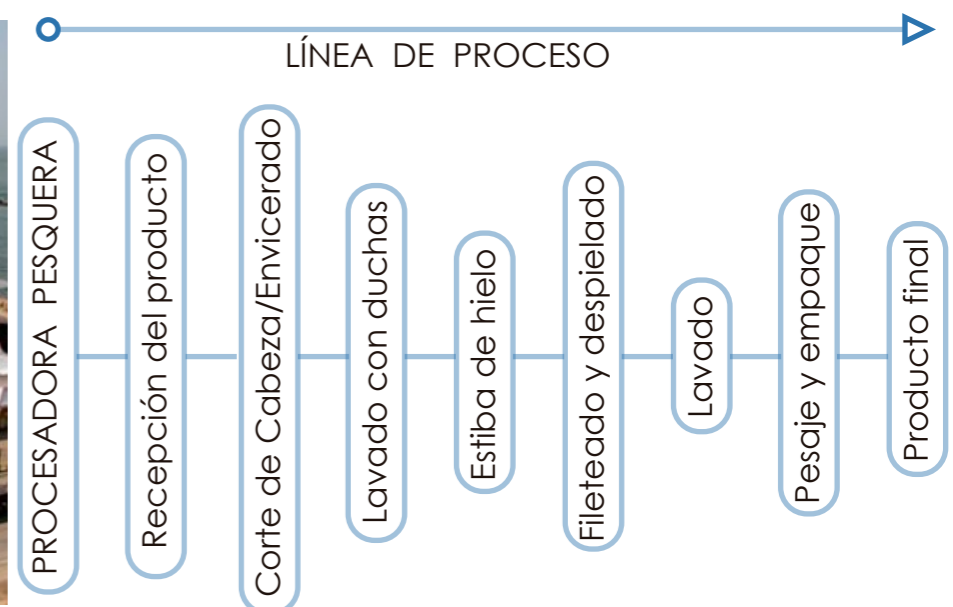 LÍNEA DE PROCESO
PROCESADORA PESQUERA
Recepción del producto
Corte de Cabeza/Envicerado
Lavado con duchas
Estiba de hielo
Fileteado y despielado
Lavado
Pesaje y empaque
Producto final